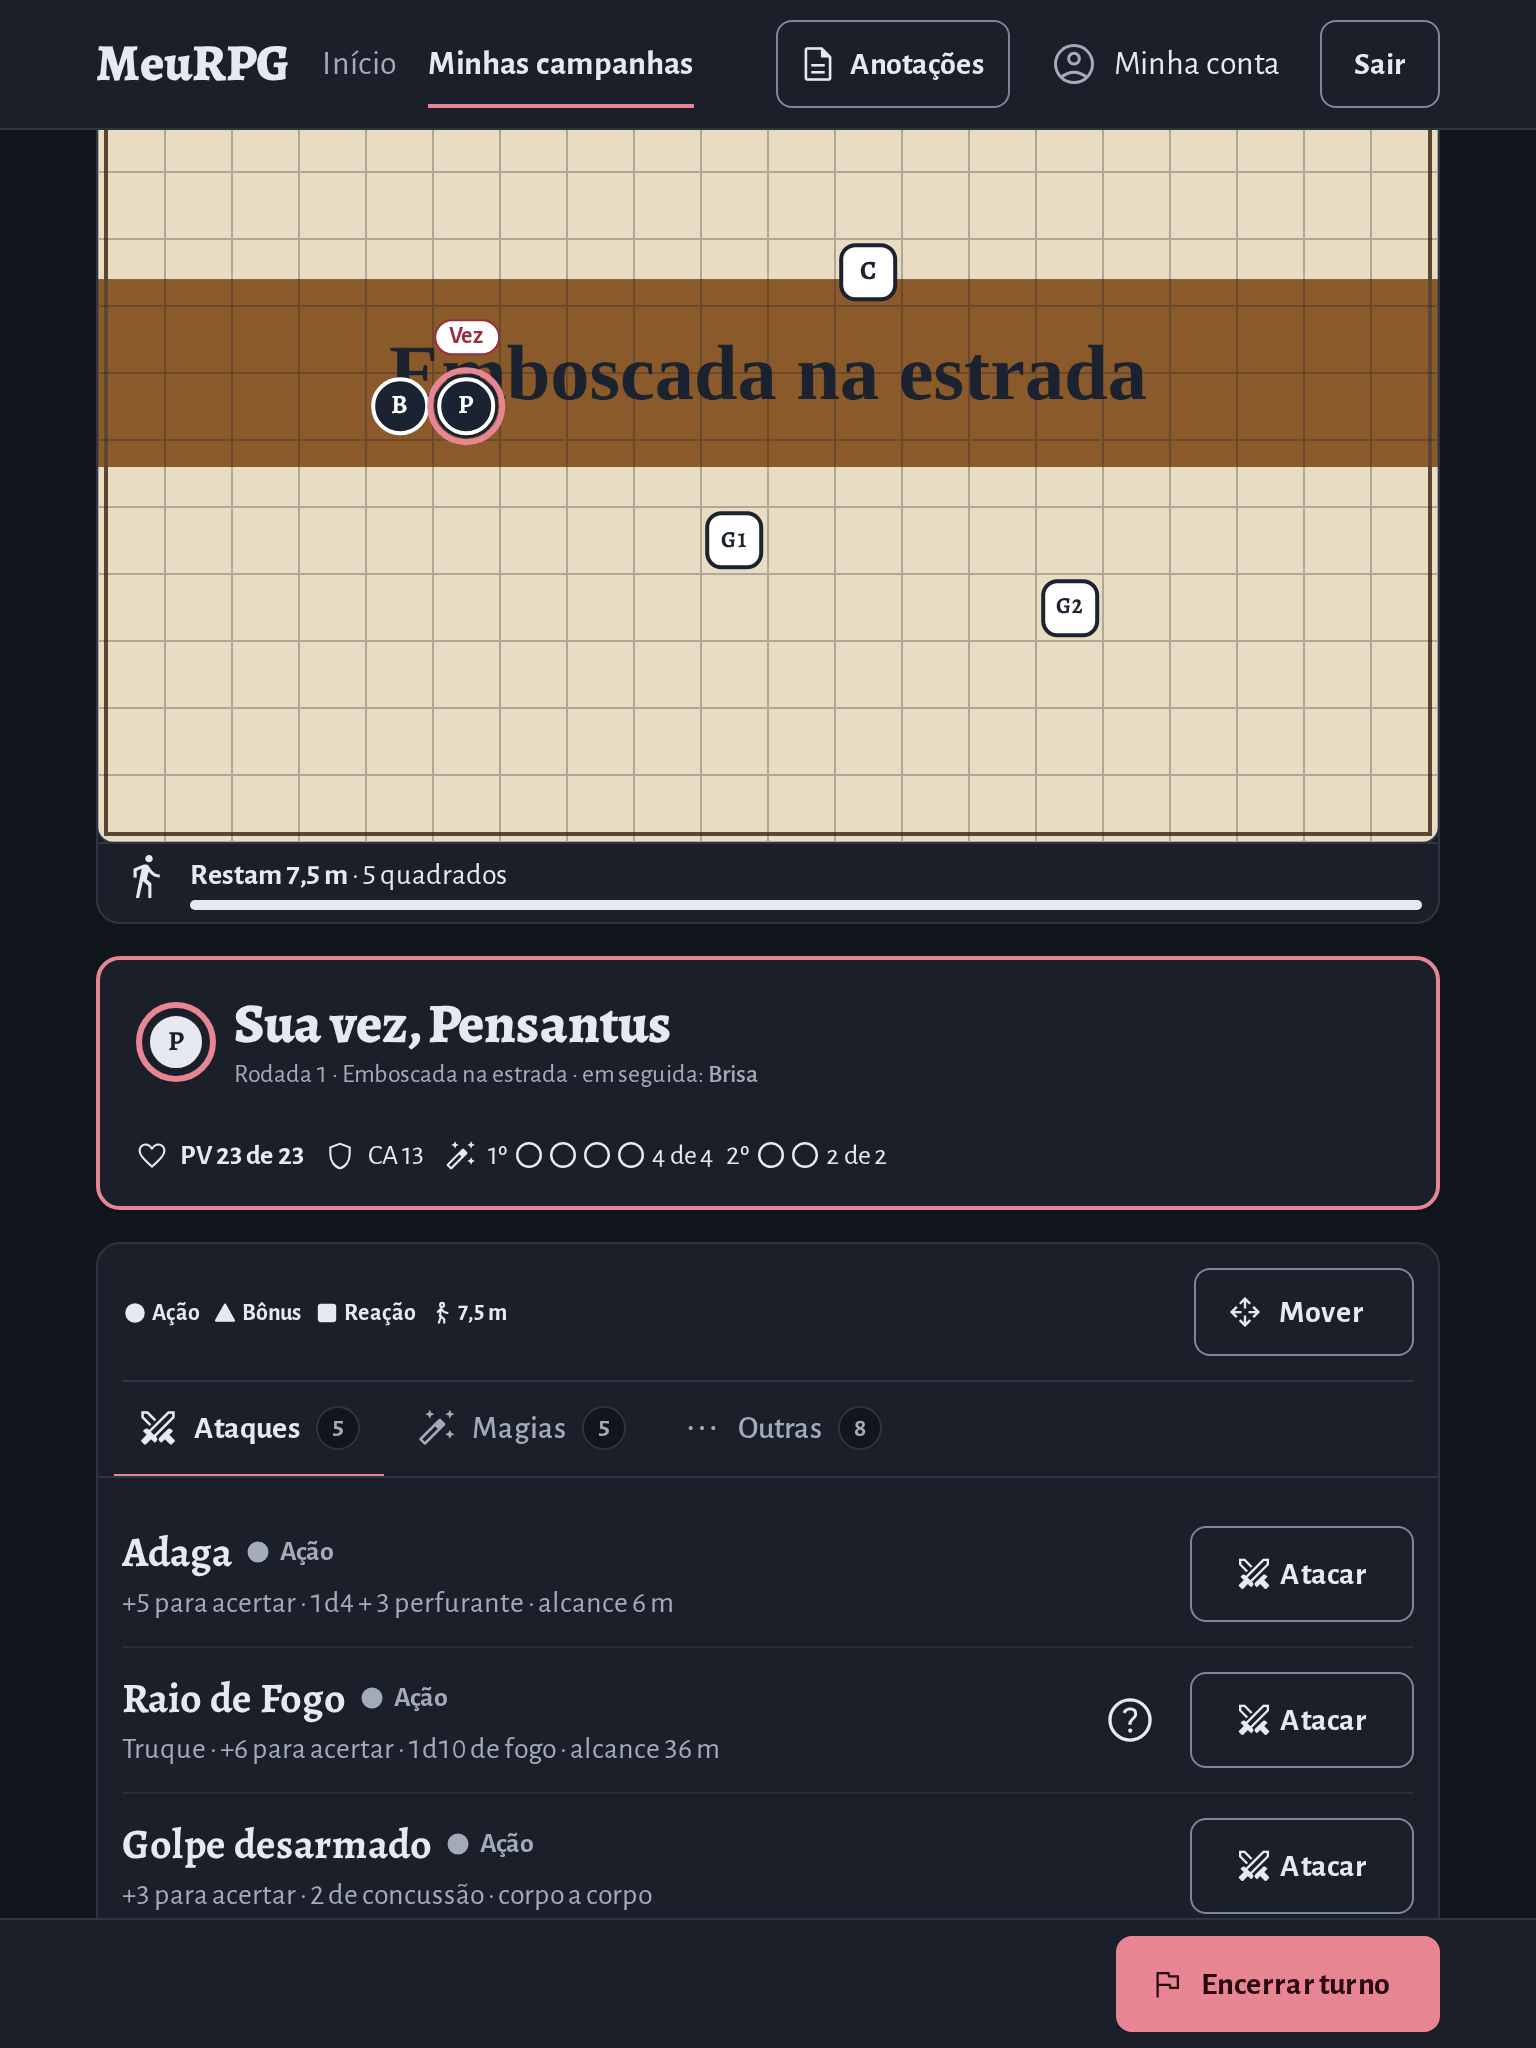 MeuRPG Início Minhas campanhas Anotações Minha conta Sair
C
Vez
Emboscada na estrada
B P
G1
G2
Restam 7,5 m · 5 quadrados
P Sua vez, Pensantus
Rodada 1 · Emboscada na estrada · em seguida: Brisa
PV 23 de 23 CA 13 1º 4 de 4 2º 2 de 2
Ação Bônus Reação 7,5 m Mover
Ataques 5 Magias 5 Outras 8
Adaga Ação
+5 para acertar · 1d4 + 3 perfurante · alcance 6 m
Atacar
Raio de Fogo Ação
Truque · +6 para acertar · 1d10 de fogo · alcance 36 m
? Atacar
Golpe desarmado Ação
+3 para acertar · 2 de concussão · corpo a corpo
Atacar
Encerrar turno